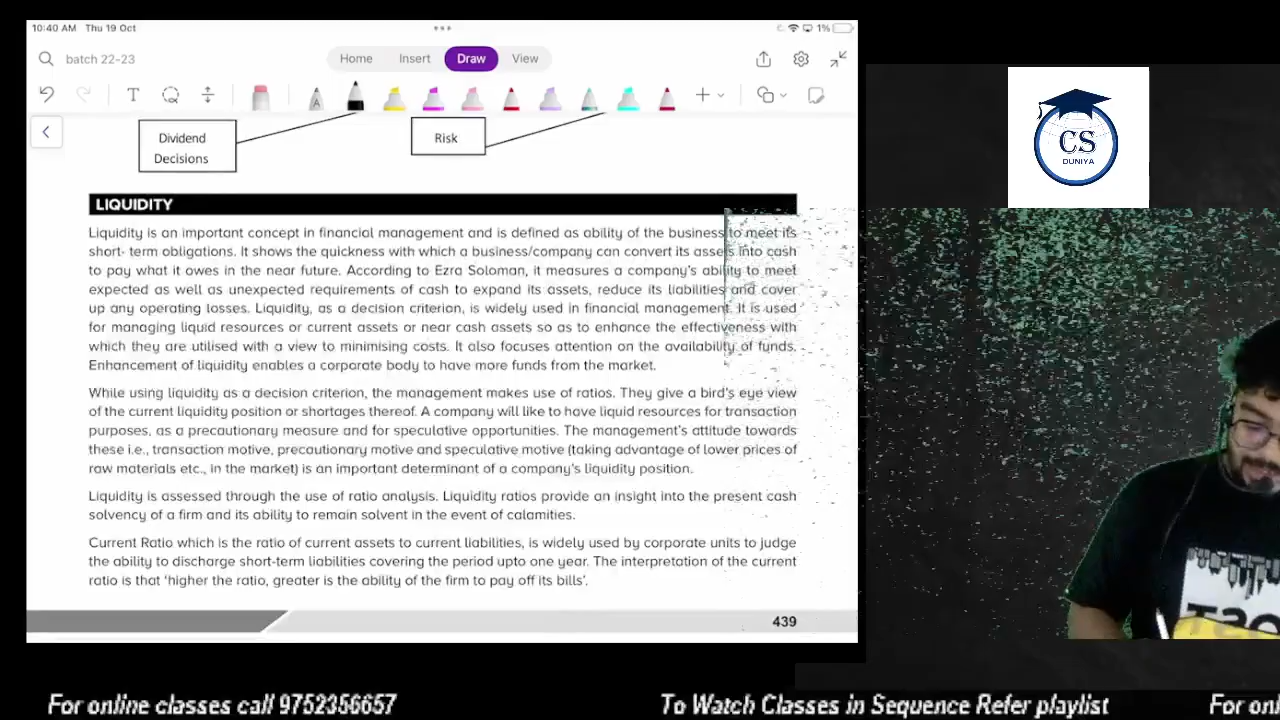 10:40 AM Thu 19 Oct
1%
batch 22-23
Home Insert Draw View
Dividend
Decisions
Risk
CS
DUNIYA
LIQUIDITY
Liquidity is an important concept in financial management and is defined as ability of the business to meet its
short- term obligations. It shows the quickness with which a business/company can convert its assets into cash
to pay what it owes in the near future. According to Ezra Soloman, it measures a company's ability to meet
expected as well as unexpected requirements of cash to expand its assets, reduce its liabilities and cover
up any operating losses. Liquidity, as a decision criterion, is widely used in financial management. It is used
for managing liquid resources or current assets or near cash assets so as to enhance the effectiveness with
which they are utilised with a view to minimising costs. It also focuses attention on the availability of funds.
Enhancement of liquidity enables a corporate body to have more funds from the market.
While using liquidity as a decision criterion, the management makes use of ratios. They give a bird's eye view
of the current liquidity position or shortages thereof. A company will like to have liquid resources for transaction
purposes, as a precautionary measure and for speculative opportunities. The management's attitude towards
these i.e., transaction motive, precautionary motive and speculative motive (taking advantage of lower prices of
raw materials etc., in the market) is an important determinant of a company's liquidity position.
Liquidity is assessed through the use of ratio analysis. Liquidity ratios provide an insight into the present cash
solvency of a firm and its ability to remain solvent in the event of calamities.
Current Ratio which is the ratio of current assets to current liabilities, is widely used by corporate units to judge
the ability to discharge short-term liabilities covering the period upto one year. The interpretation of the current
ratio is that 'higher the ratio, greater is the ability of the firm to pay off its bills'.
439
For online classes call 9752356657
To Watch Classes in Sequence Refer playlist
For onl